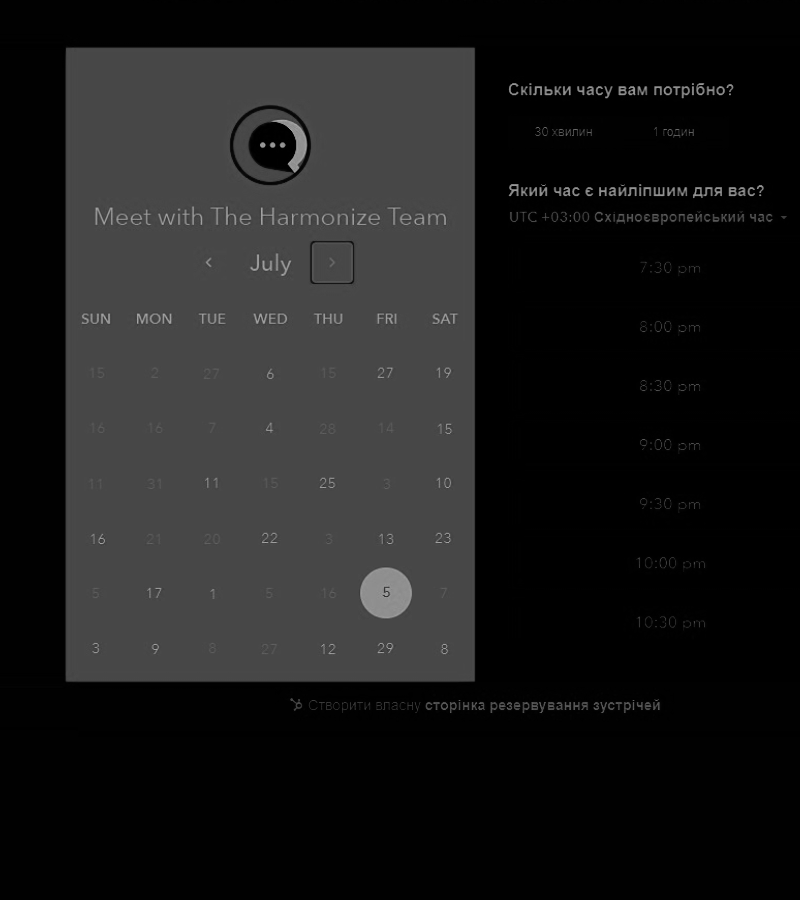 Meet with The Harmonize Team
July
SUN MON TUE WED THU FRI SAT
15 2 27 6 15 27 19
16 16 7 4 28 14 15
11 31 11 15 25 3 10
16 21 20 22 3 13 23
5 17 1 5 16 5 7
3 9 8 27 12 29 8
Скільки часу вам потрібно?
30 хвилин 1 годин
Який час є найліпшим для вас?
UTC +03:00 Східноєвропейський час
7:30 pm
8:00 pm
8:30 pm
9:00 pm
9:30 pm
10:00 pm
10:30 pm
Створити власну сторінка резервування зустрічей